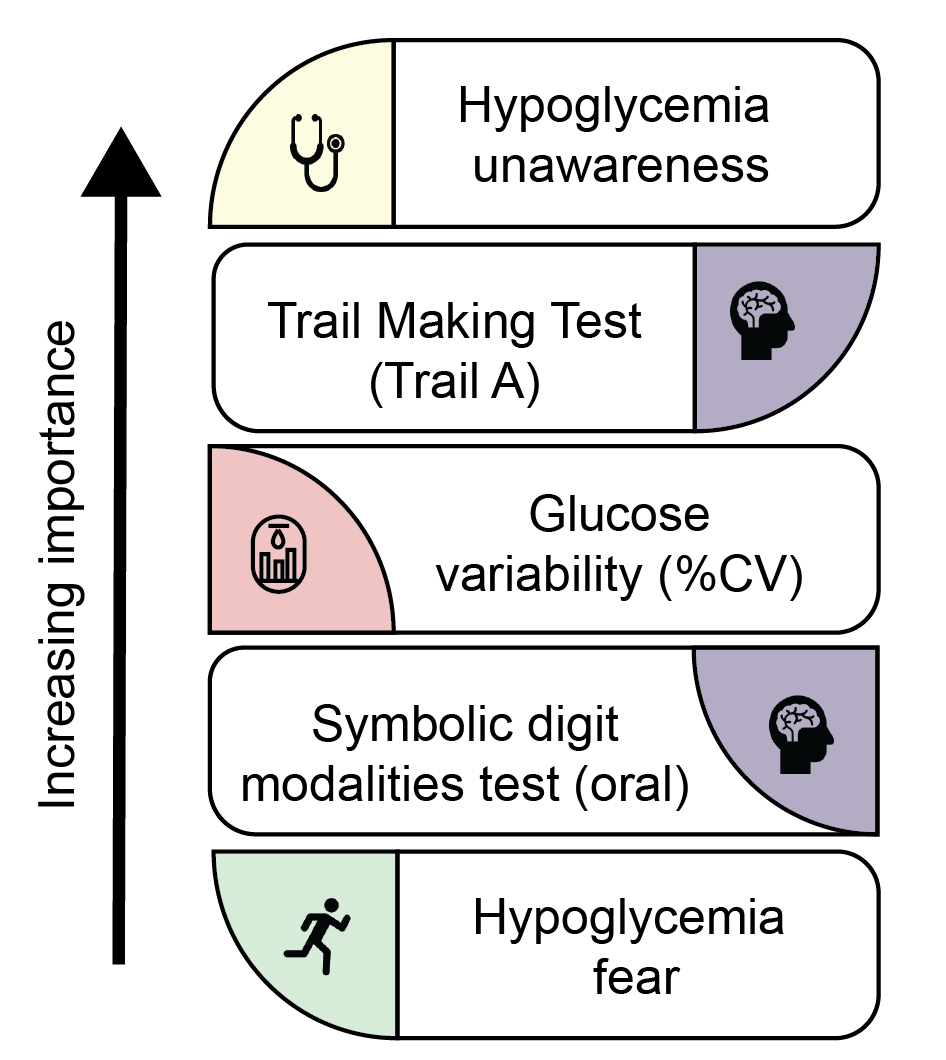 Hypoglycemia
unawareness
Trail Making Test
(Trail A)
Glucose
variability (%CV)
Symbolic digit
modalities test (oral)
Hypoglycemia
fear
Increasing importance